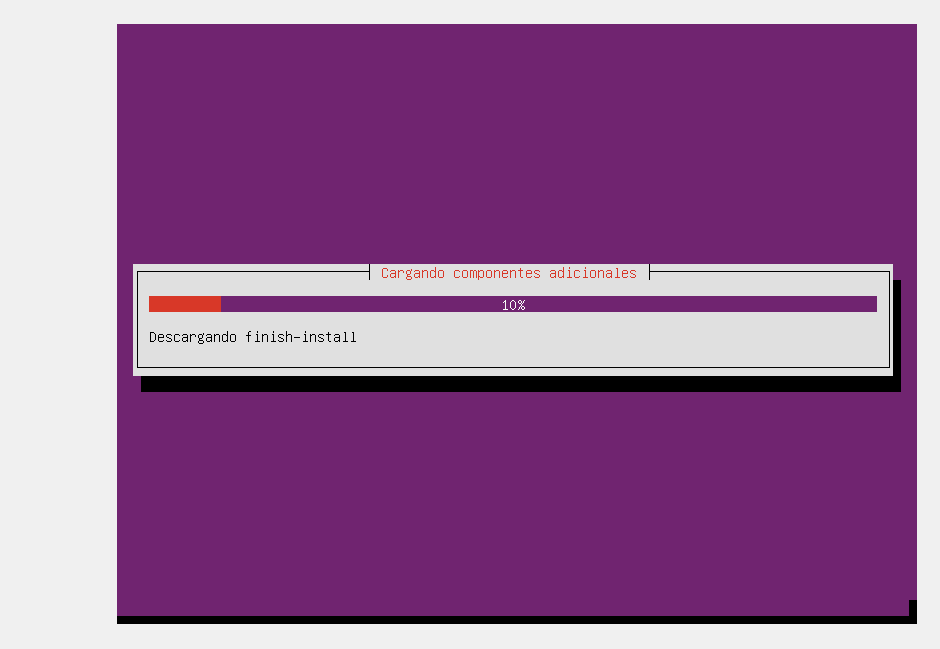 Cargando componentes adicionales
10%
Descargando finish-install